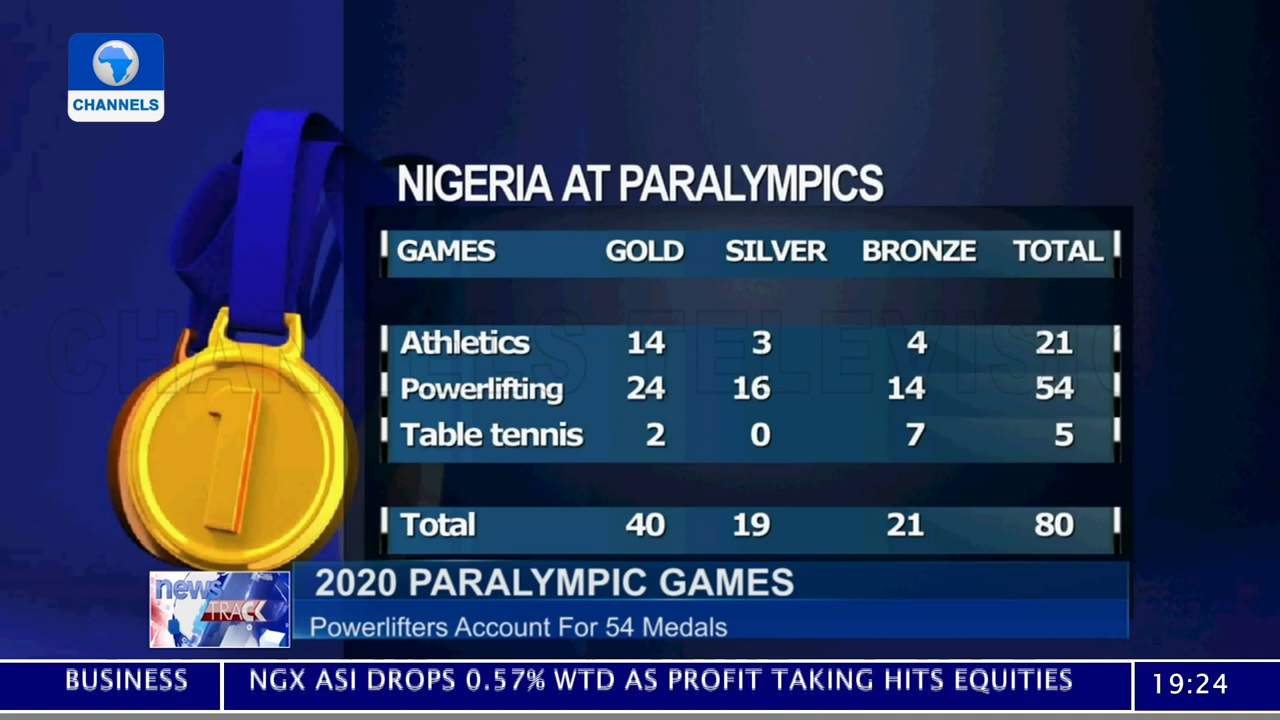 CHANNELS
NIGERIA AT PARALYMPICS
GAMES GOLD SILVER BRONZE TOTAL
Athletics 14 3 4 21
Powerlifting 24 16 14 54
Table tennis 2 0 7 5
Total 40 19 21 80
1
CHANNELS TELEVISIO
news
TRACK
2020 PARALYMPIC GAMES
Powerlifters Account For 54 Medals
BUSINESS NGX ASI DROPS 0.57% WTD AS PROFIT TAKING HITS EQUITIES 19:24